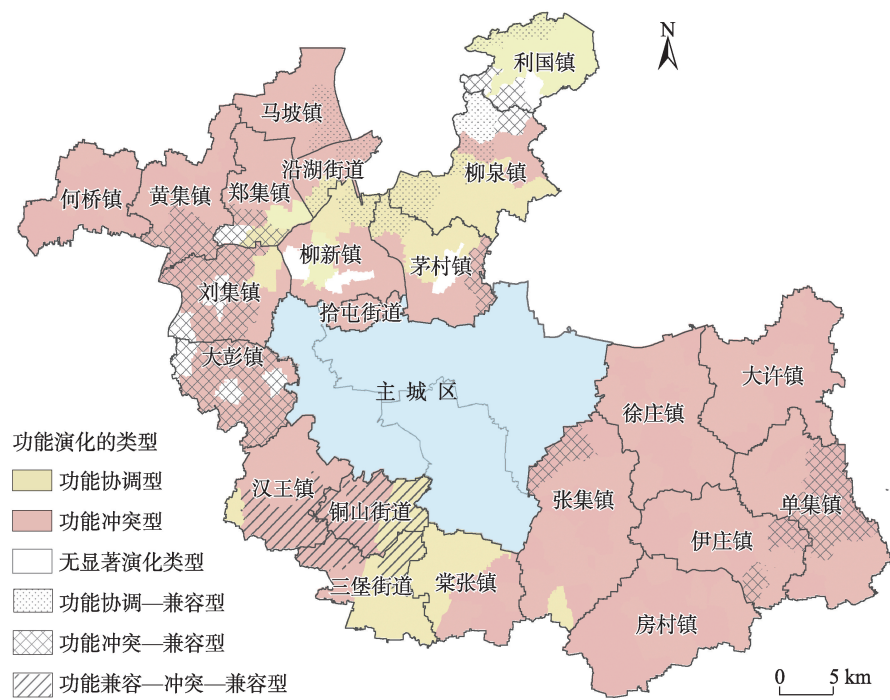 N
利国镇
马坡镇
沿湖街道
柳泉镇
何桥镇
黄集镇
郑集镇
柳新镇
茅村镇
刘集镇
拾屯街道
大彭镇
主城区
大许镇
徐庄镇
功能演化的类型
功能协调型
功能冲突型
无显著演化类型
功能协调—兼容型
功能冲突—兼容型
功能兼容—冲突—兼容型
汉王镇
铜山街道
张集镇
单集镇
伊庄镇
三堡街道
棠张镇
房村镇
0 5 km